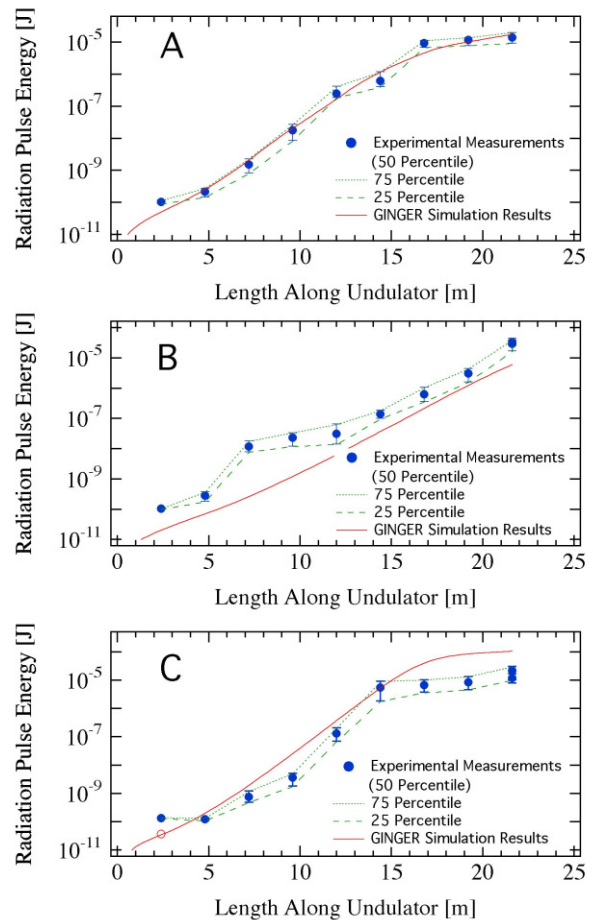 A
Radiation Pulse Energy [J]
10-5
10-7
10-9
10-11
Experimental Measurements
(50 Percentile)
75 Percentile
25 Percentile
GINGER Simulation Results
0 5 10 15 20 25
Length Along Undulator [m]
B
Radiation Pulse Energy [J]
10-5
10-7
10-9
10-11
Experimental Measurements
(50 Percentile)
75 Percentile
25 Percentile
GINGER Simulation Results
0 5 10 15 20 25
Length Along Undulator [m]
C
Radiation Pulse Energy [J]
10-5
10-7
10-9
10-11
Experimental Measurements
(50 Percentile)
75 Percentile
25 Percentile
GINGER Simulation Results
0 5 10 15 20 25
Length Along Undulator [m]